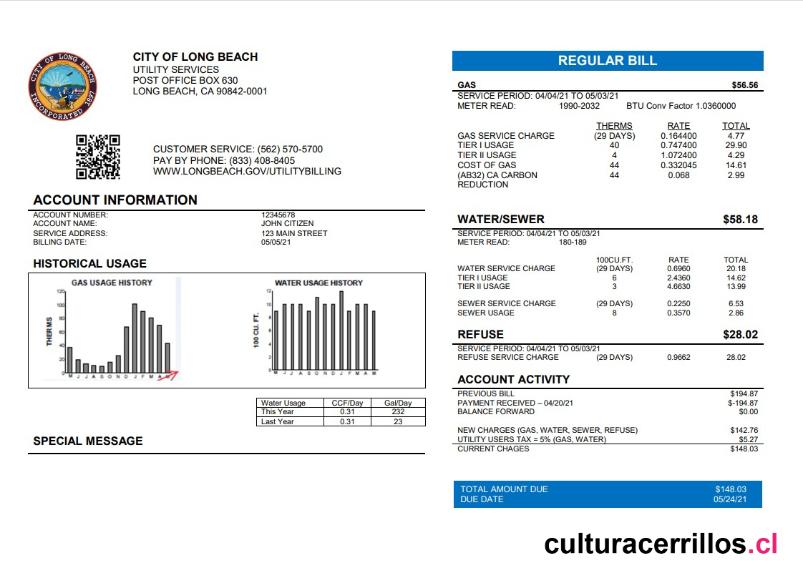 CITY OF LONG BEACH
INCORPORATED 1897
CITY OF LONG BEACH
UTILITY SERVICES
POST OFFICE BOX 630
LONG BEACH, CA 90842-0001
CUSTOMER SERVICE: (562) 570-5700
PAY BY PHONE: (833) 408-8405
WWW.LONGBEACH.GOV/UTILITYBILLING
ACCOUNT INFORMATION
ACCOUNT NUMBER: 12345678
ACCOUNT NAME: JOHN CITIZEN
SERVICE ADDRESS: 123 MAIN STREET
BILLING DATE: 05/05/21
HISTORICAL USAGE
GAS USAGE HISTORY
THERMS
120
100
80
60
40
20
0
M J J A S O N D J F M A M
WATER USAGE HISTORY
100 CU. FT.
12
10
8
6
4
2
0
M J J A S O N D J F M A M
Water Usage CCF/Day Gal/Day
This Year 0.31 232
Last Year 0.31 23
SPECIAL MESSAGE
REGULAR BILL
GAS $56.56
SERVICE PERIOD: 04/04/21 TO 05/03/21
METER READ: 1990-2032 BTU Conv Factor 1.0360000
THERMS RATE TOTAL
GAS SERVICE CHARGE (29 DAYS) 0.164400 4.77
TIER I USAGE 40 0.747400 29.90
TIER II USAGE 4 1.072400 4.29
COST OF GAS 44 0.332045 14.61
(AB32) CA CARBON 44 0.068 2.99
REDUCTION
WATER/SEWER $58.18
SERVICE PERIOD: 04/04/21 TO 05/03/21
METER READ: 180-189
100CU.FT. RATE TOTAL
WATER SERVICE CHARGE (29 DAYS) 0.6960 20.18
TIER I USAGE 6 2.4360 14.62
TIER II USAGE 3 4.6630 13.99
SEWER SERVICE CHARGE (29 DAYS) 0.2250 6.53
SEWER USAGE 8 0.3570 2.86
REFUSE $28.02
SERVICE PERIOD: 04/04/21 TO 05/03/21
REFUSE SERVICE CHARGE (29 DAYS) 0.9662 28.02
ACCOUNT ACTIVITY
PREVIOUS BILL $194.87
PAYMENT RECEIVED – 04/20/21 $-194.87
BALANCE FORWARD $0.00
NEW CHARGES (GAS, WATER, SEWER, REFUSE) $142.76
UTILITY USERS TAX = 5% (GAS, WATER) $5.27
CURRENT CHAGES $148.03
TOTAL AMOUNT DUE $148.03
DUE DATE 05/24/21
culturacerrillos.cl